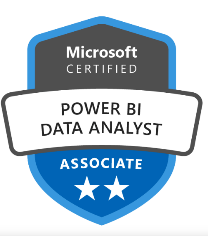 Microsoft
CERTIFIED
POWER BI
DATA ANALYST
ASSOCIATE